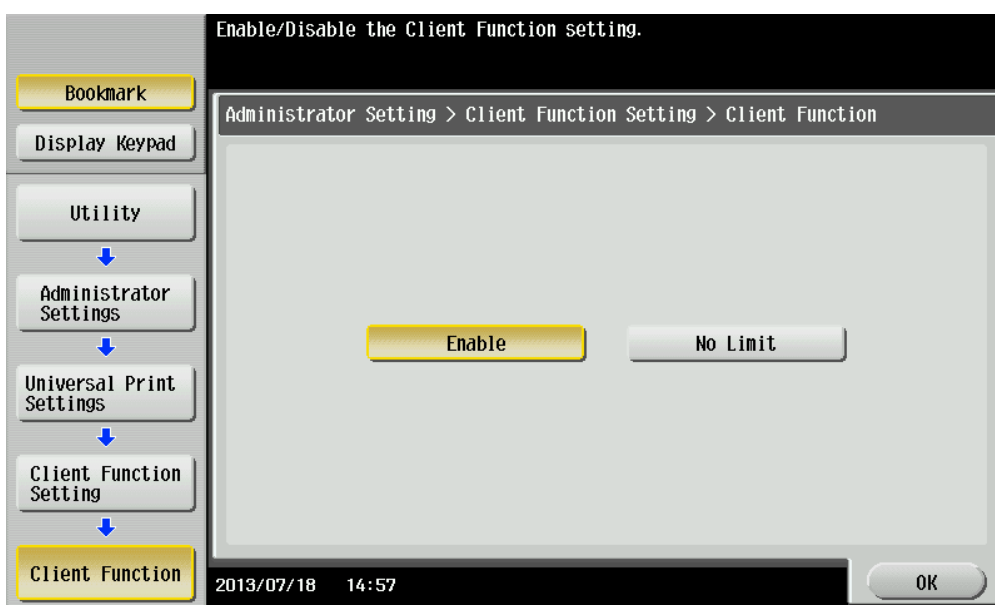 Enable/Disable the Client Function setting.
Bookmark
Display Keypad
Utility
Administrator
Settings
Universal Print
Settings
Client Function
Setting
Client Function
Administrator Setting > Client Function Setting > Client Function
Enable
No Limit
2013/07/18 14:57
OK